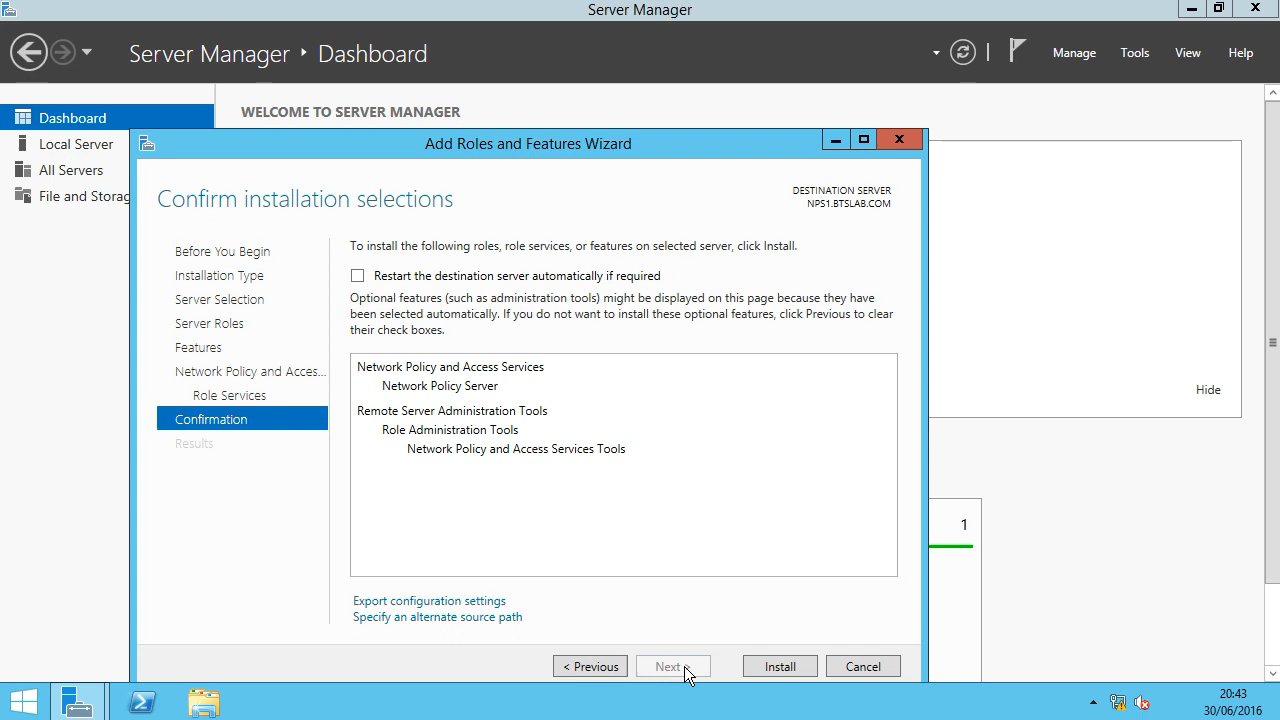 Server Manager
Server Manager ‣ Dashboard
Manage
Tools
View
Help
Dashboard
Local Server
All Servers
File and Storag
WELCOME TO SERVER MANAGER
Add Roles and Features Wizard
Confirm installation selections
DESTINATION SERVER
NPS1.BTSLAB.COM
Before You Begin
Installation Type
Server Selection
Server Roles
Features
Network Policy and Acces...
Role Services
Confirmation
Results
To install the following roles, role services, or features on selected server, click Install.
Restart the destination server automatically if required
Optional features (such as administration tools) might be displayed on this page because they have
been selected automatically. If you do not want to install these optional features, click Previous to clear
their check boxes.
Network Policy and Access Services
Network Policy Server
Remote Server Administration Tools
Role Administration Tools
Network Policy and Access Services Tools
Export configuration settings
Specify an alternate source path
< Previous
Next >
Install
Cancel
Hide
1
20:43
30/06/2016